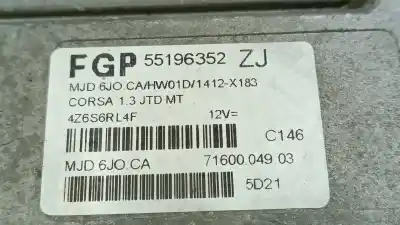 FGP 55196352 ZJ
MJD 6JO.CA/HW01D/1412-X183
CORSA 1.3 JTD MT
4Z6S6RL4F 12V=
C146
MJD 6JO.CA 71600.049.03
5D21